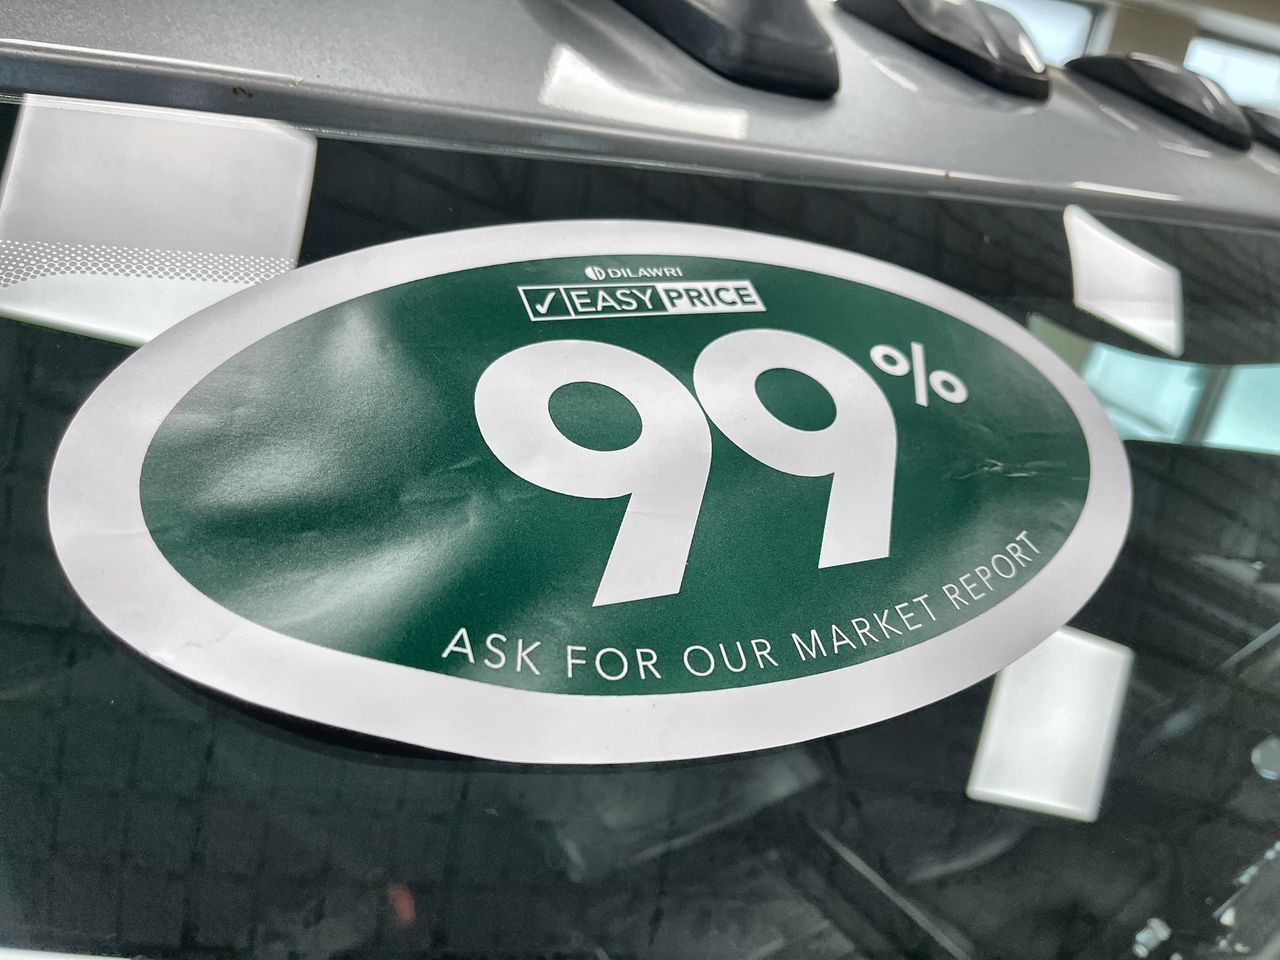 DILAWRI
✓ EASY PRICE
99%
ASK FOR OUR MARKET REPORT